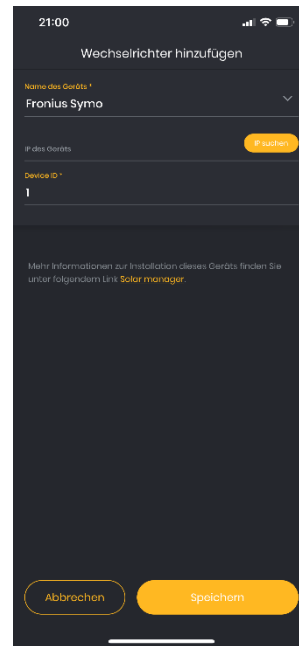 21:00
Wechselrichter hinzufügen
Name des Geräts *
Fronius Symo
IP des Geräts
IP suchen
Device ID *
1
Mehr Informationen zur Installation dieses Geräts finden Sie
unter folgendem Link Solar manager.
Abbrechen
Speichern